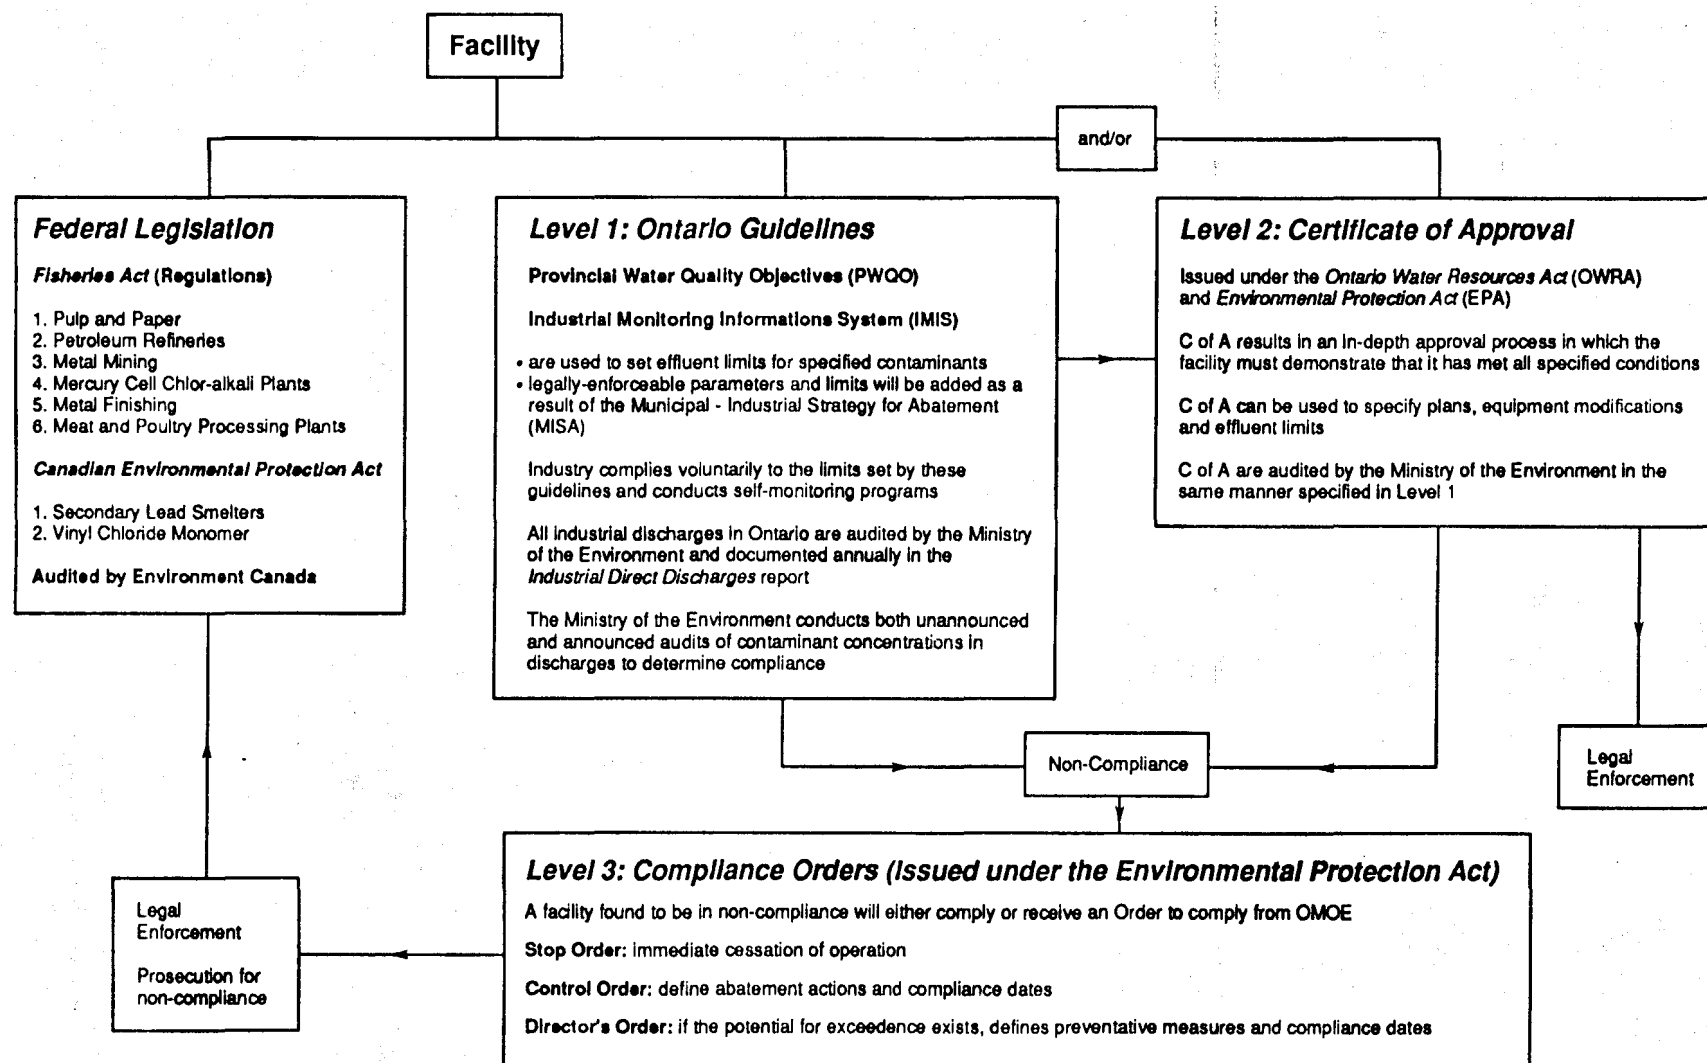 Facility
and/or
Federal Legislation
Fisheries Act (Regulations)
1. Pulp and Paper
2. Petroleum Refineries
3. Metal Mining
4. Mercury Cell Chlor-alkali Plants
5. Metal Finishing
6. Meat and Poultry Processing Plants
Canadian Environmental Protection Act
1. Secondary Lead Smelters
2. Vinyl Chloride Monomer
Audited by Environment Canada
Level 1: Ontario Guidelines
Provincial Water Quality Objectives (PWQO)
Industrial Monitoring Informations System (IMIS)
• are used to set effluent limits for specified contaminants
• legally-enforceable parameters and limits will be added as a
result of the Municipal - Industrial Strategy for Abatement
(MISA)
Industry complies voluntarily to the limits set by these
guidelines and conducts self-monitoring programs
All industrial discharges in Ontario are audited by the Ministry
of the Environment and documented annually in the
Industrial Direct Discharges report
The Ministry of the Environment conducts both unannounced
and announced audits of contaminant concentrations in
discharges to determine compliance
Level 2: Certificate of Approval
Issued under the Ontario Water Resources Act (OWRA)
and Environmental Protection Act (EPA)
C of A results in an in-depth approval process in which the
facility must demonstrate that it has met all specified conditions
C of A can be used to specify plans, equipment modifications
and effluent limits
C of A are audited by the Ministry of the Environment in the
same manner specified in Level 1
Non-Compliance
Legal
Enforcement
Level 3: Compliance Orders (Issued under the Environmental Protection Act)
A facility found to be in non-compliance will either comply or receive an Order to comply from OMOE
Stop Order: immediate cessation of operation
Control Order: define abatement actions and compliance dates
Director's Order: if the potential for exceedence exists, defines preventative measures and compliance dates
Legal
Enforcement
Prosecution for
non-compliance